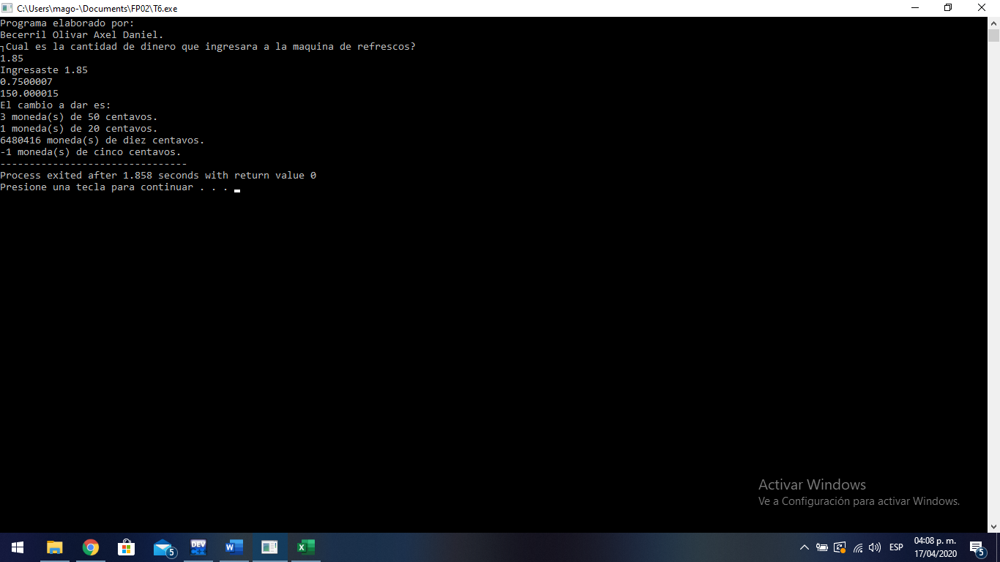 C:\Users\mago-\Documents\FP02\T6.exe
Programa elaborado por:
Becerril Olivar Axel Daniel.
┐Cual es la cantidad de dinero que ingresara a la maquina de refrescos?
1.85
Ingresaste 1.85
0.7500007
150.000015
El cambio a dar es:
3 moneda(s) de 50 centavos.
1 moneda(s) de 20 centavos.
6480416 moneda(s) de diez centavos.
-1 moneda(s) de cinco centavos.
--------------------------------
Process exited after 1.858 seconds with return value 0
Presione una tecla para continuar . . .
Activar Windows
Ve a Configuración para activar Windows.
5
DEV
W
X
ESP
04:08 p. m.
17/04/2020
5